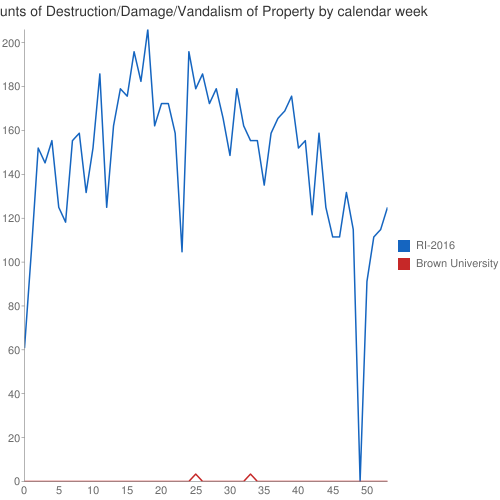 unts of Destruction/Damage/Vandalism of Property by calendar week
200
180
160
140
120
100
80
60
40
20
0
0 5 10 15 20 25 30 35 40 45 50
RI-2016
Brown University